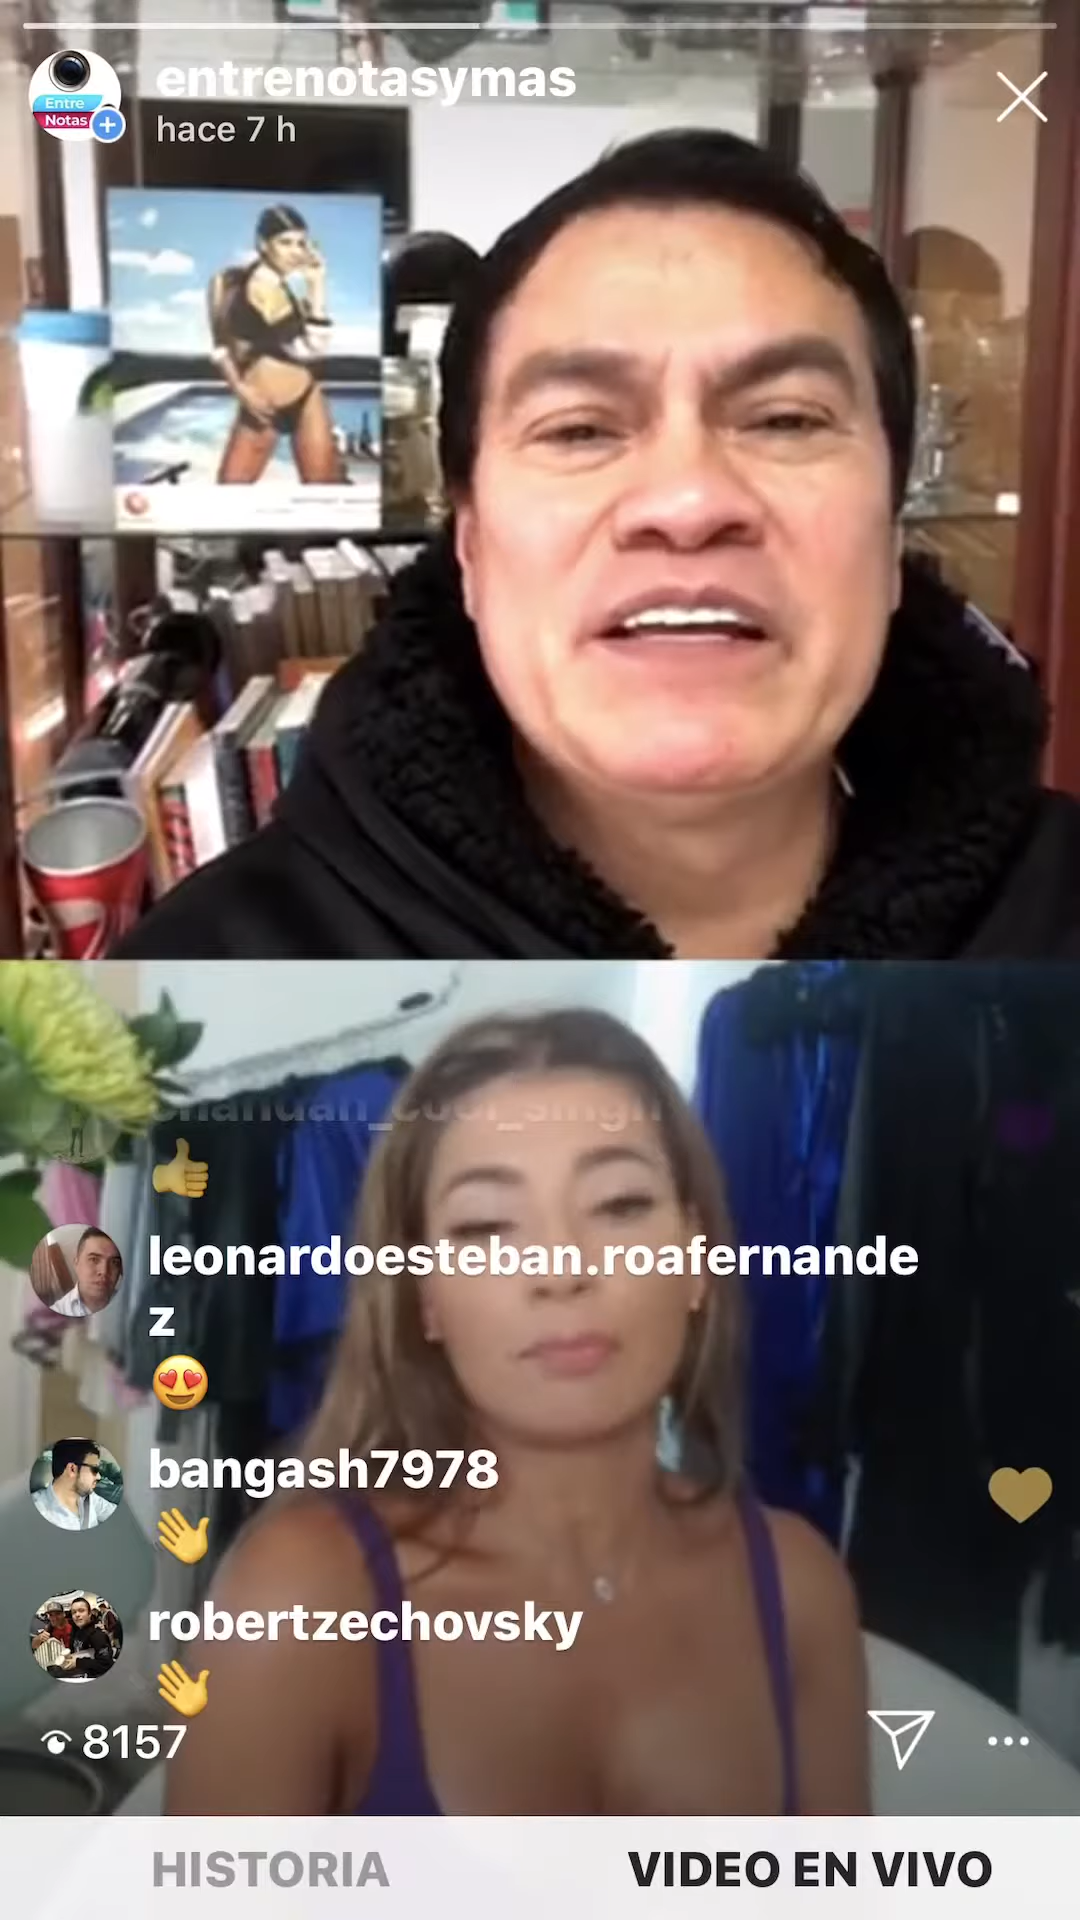 entrenotasymas
hace 7 h
Entre
Notas
leonardoesteban.roafernande
z
😍
bangash7978
👋
robertzechovsky
👋
8157
HISTORIA
VIDEO EN VIVO